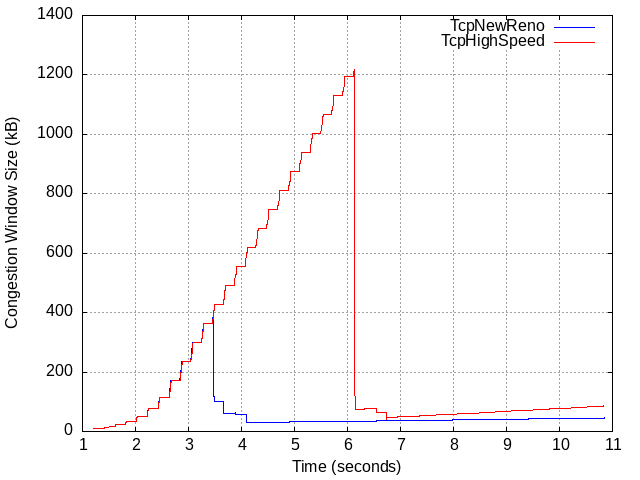 1400
1200
1000
800
600
400
200
0
Congestion Window Size (kB)
TcpNewReno
TcpHighSpeed
1 2 3 4 5 6 7 8 9 10 11
Time (seconds)